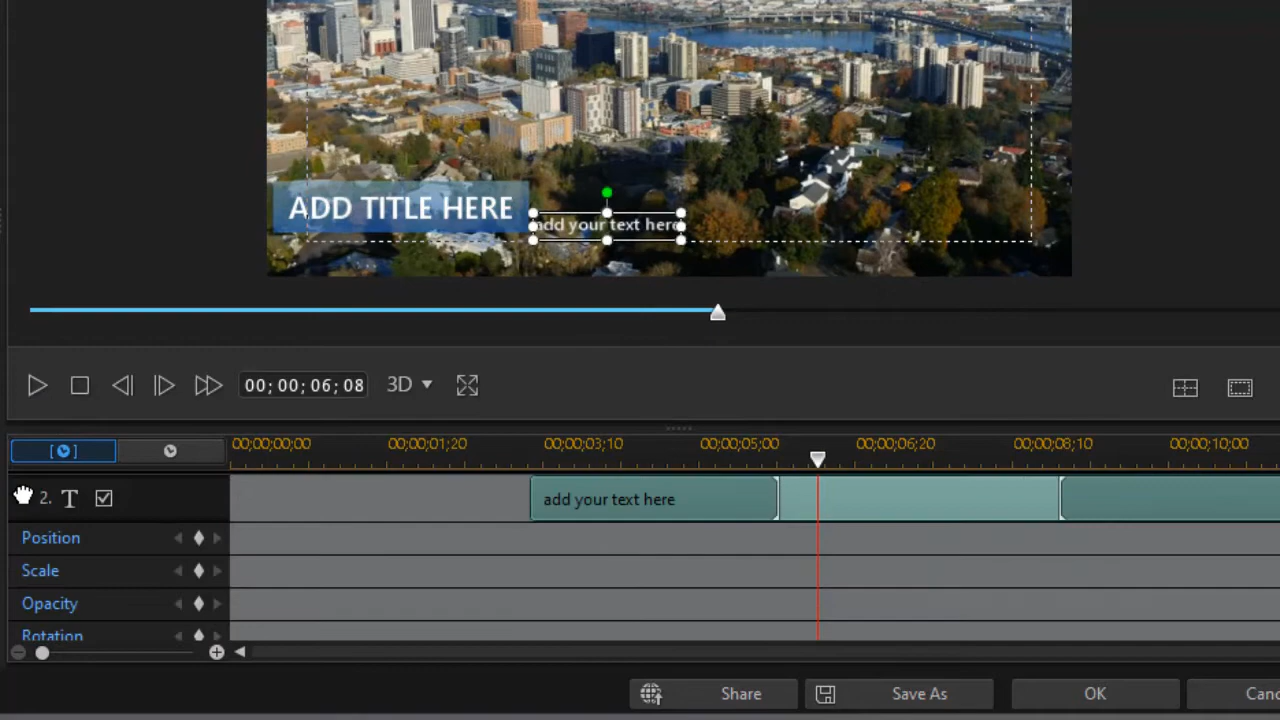 ADD TITLE HERE
add your text here
00;00;06;08
3D
00;00;00;00 00;00;01;20 00;00;03;10 00;00;05;00 00;00;06;20 00;00;08;10 00;00;10;00
2. T add your text here
Position
Scale
Opacity
Rotation
Share Save As OK Canc